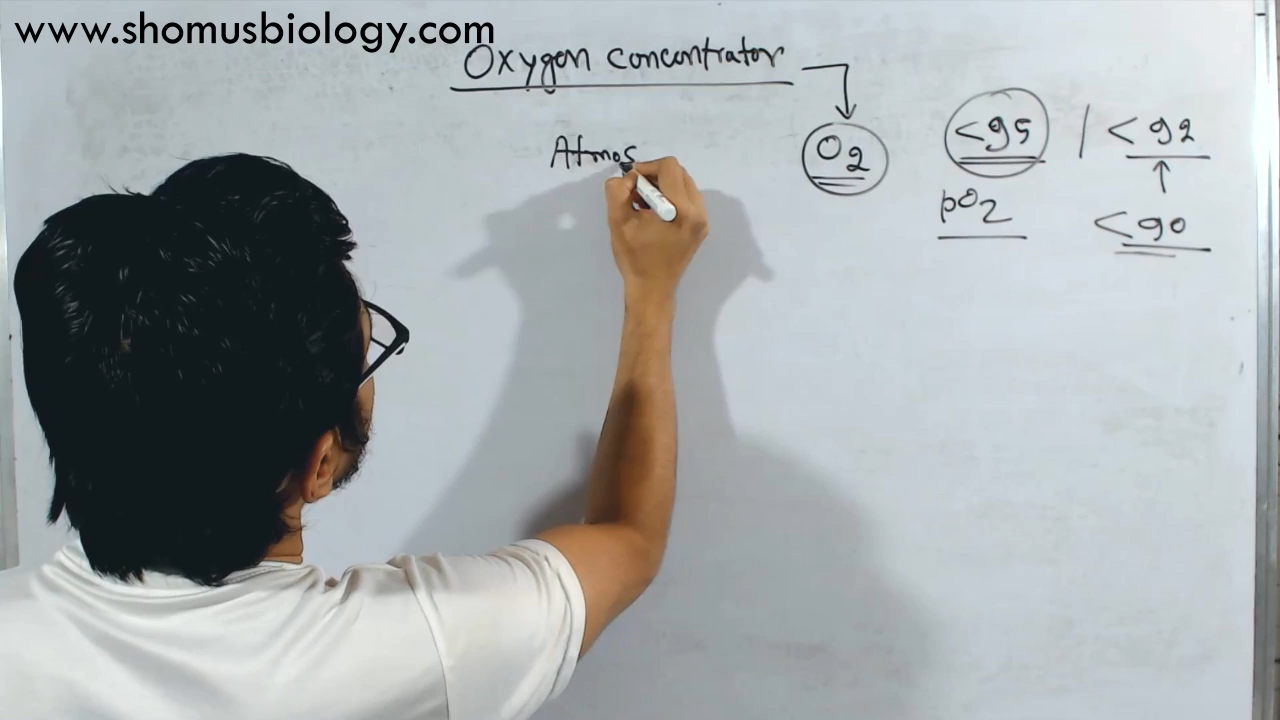 www.shomusbiology.com
Oxygen concentrator
Atmos
O2
<95 / <92
pO2
<90